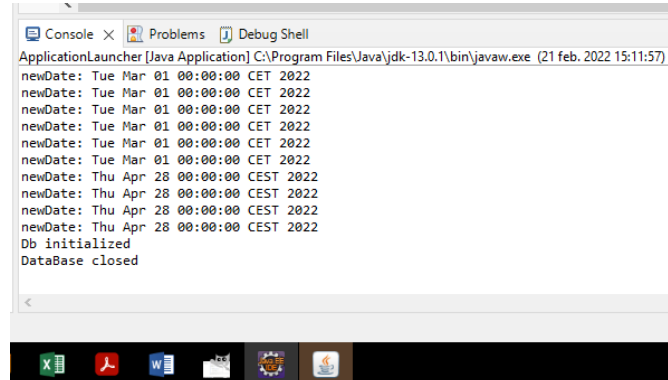 Console Problems Debug Shell
ApplicationLauncher [Java Application] C:\Program Files\Java\jdk-13.0.1\bin\javaw.exe (21 feb. 2022 15:11:57)
newDate: Tue Mar 01 00:00:00 CET 2022
newDate: Tue Mar 01 00:00:00 CET 2022
newDate: Tue Mar 01 00:00:00 CET 2022
newDate: Tue Mar 01 00:00:00 CET 2022
newDate: Tue Mar 01 00:00:00 CET 2022
newDate: Tue Mar 01 00:00:00 CET 2022
newDate: Thu Apr 28 00:00:00 CEST 2022
newDate: Thu Apr 28 00:00:00 CEST 2022
newDate: Thu Apr 28 00:00:00 CEST 2022
newDate: Thu Apr 28 00:00:00 CEST 2022
Db initialized
DataBase closed
X W Java EE IDE